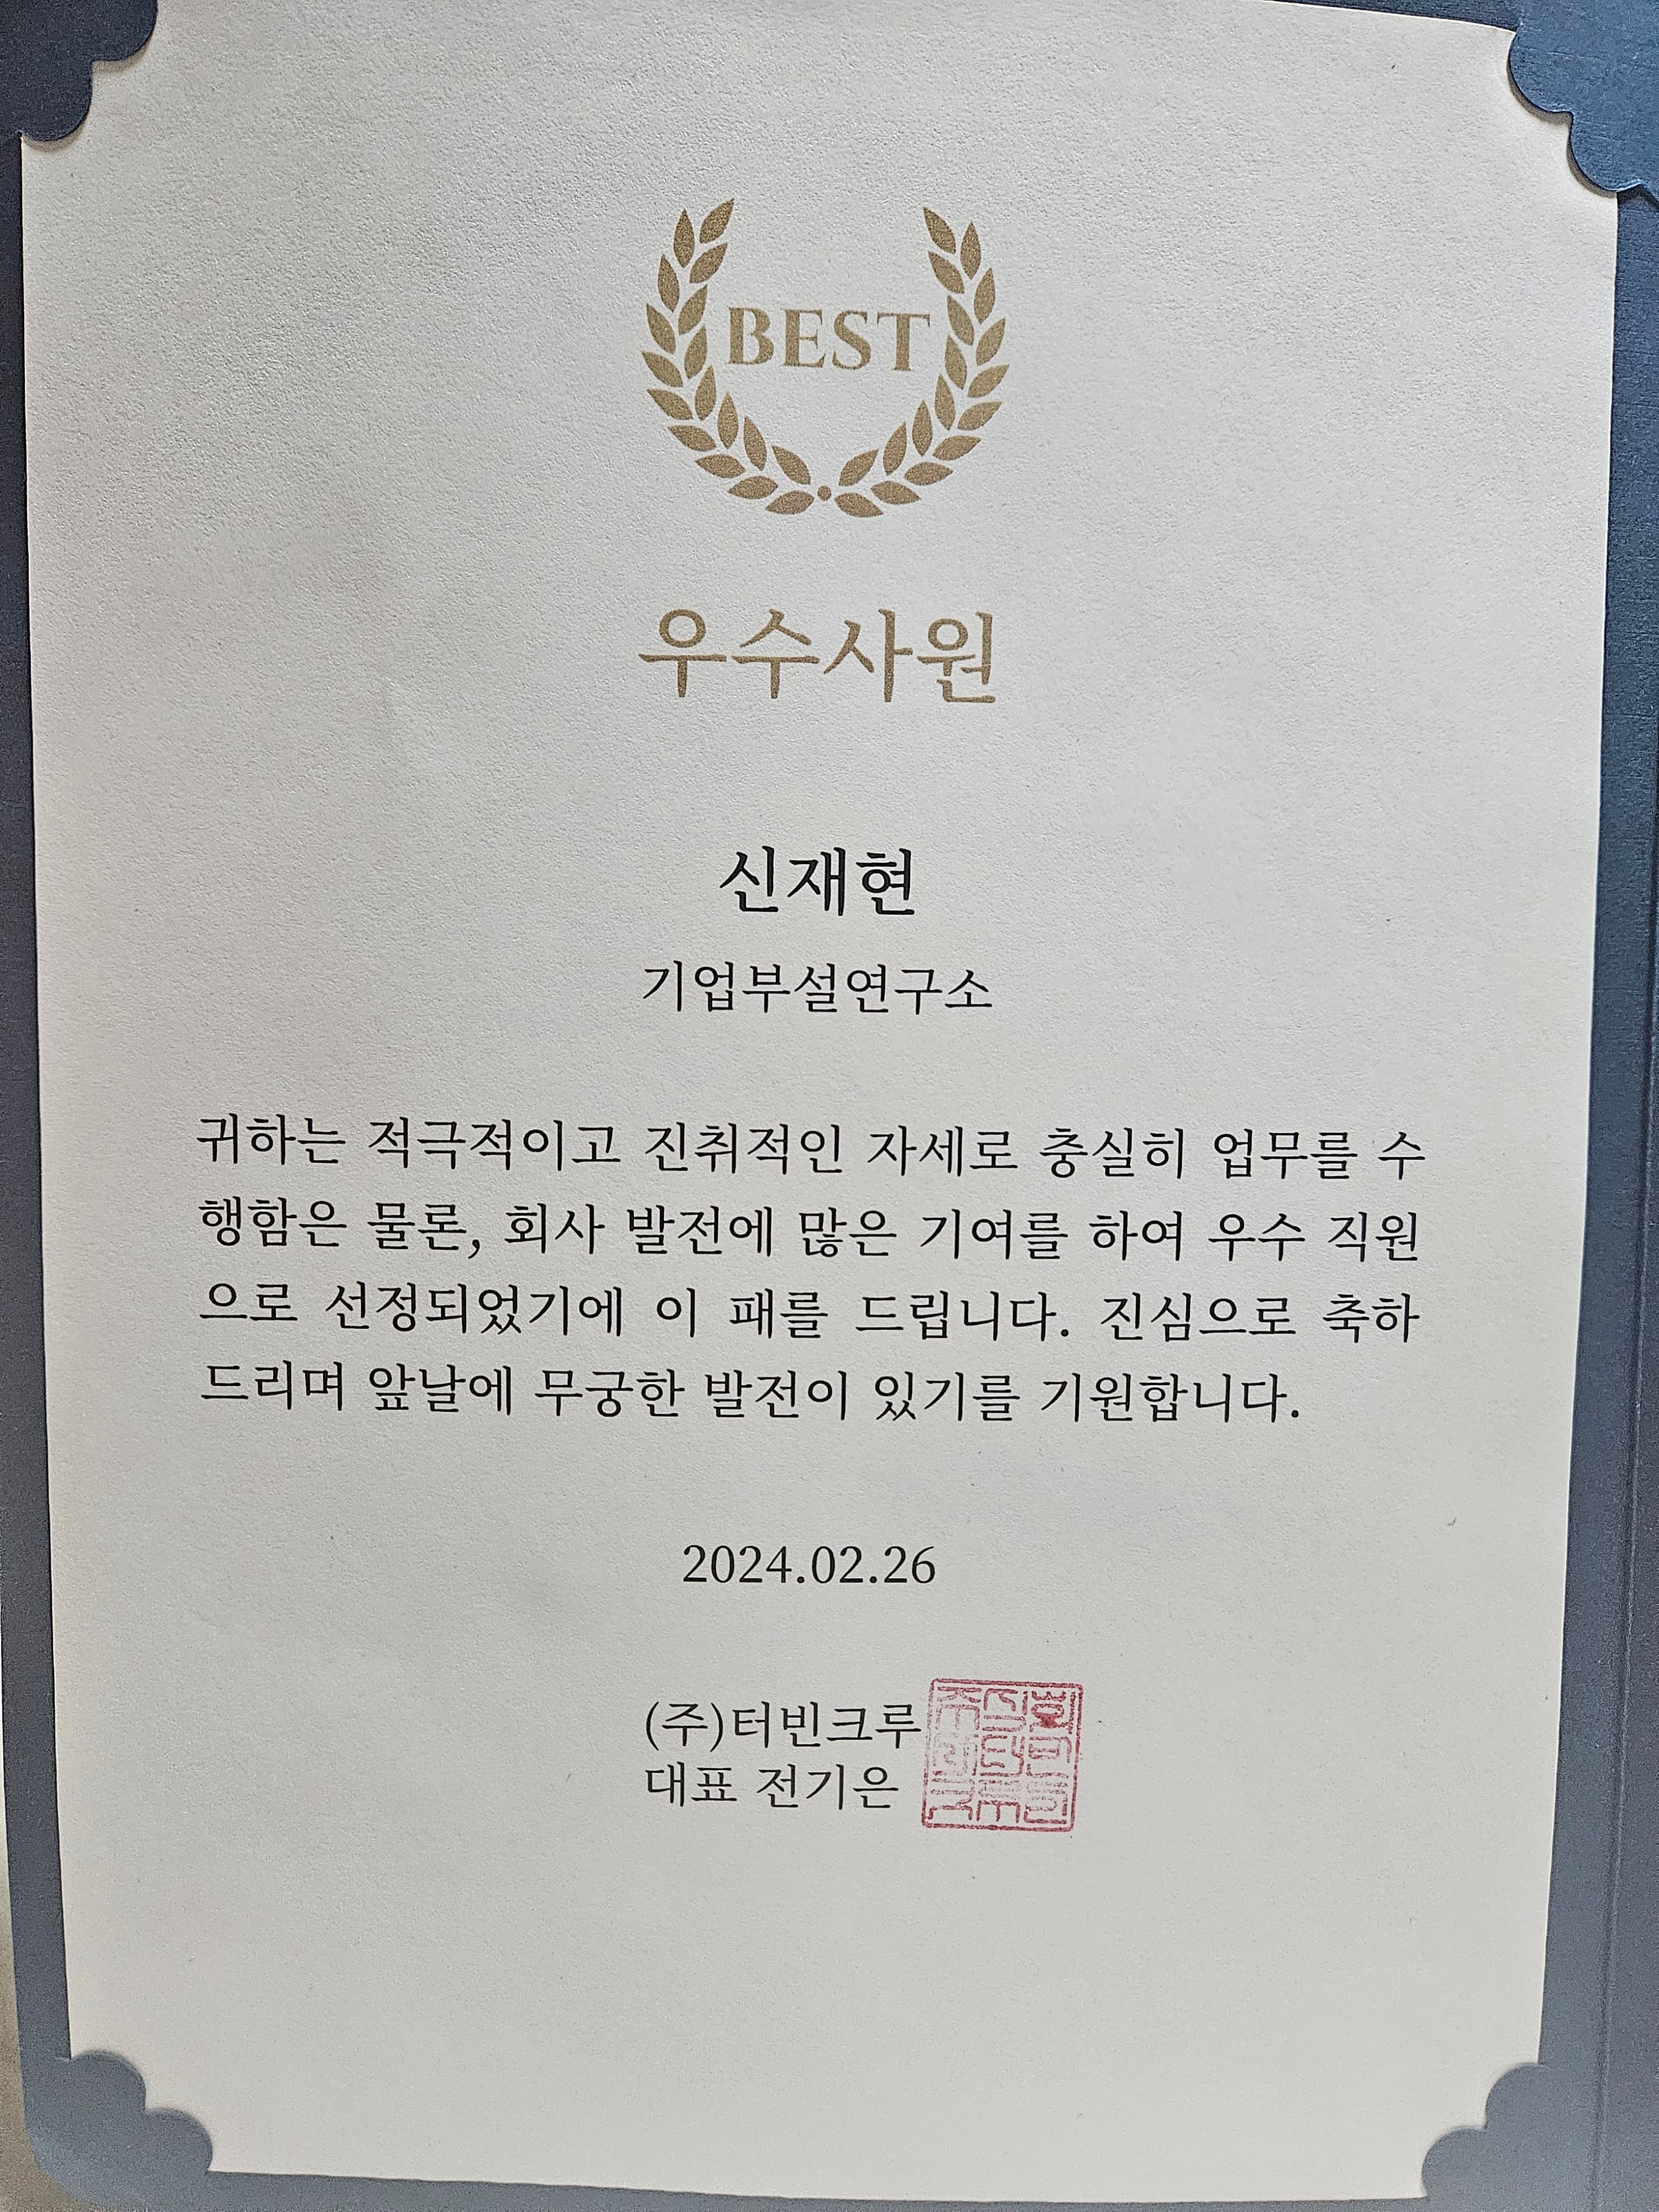 BEST
우수사원
신재현
기업부설연구소
귀하는 적극적이고 진취적인 자세로 충실히 업무를 수
행함은 물론, 회사 발전에 많은 기여를 하여 우수 직원
으로 선정되었기에 이 패를 드립니다. 진심으로 축하
드리며 앞날에 무궁한 발전이 있기를 기원합니다.
2024.02.26
(주)터빈크루
대표 전기은